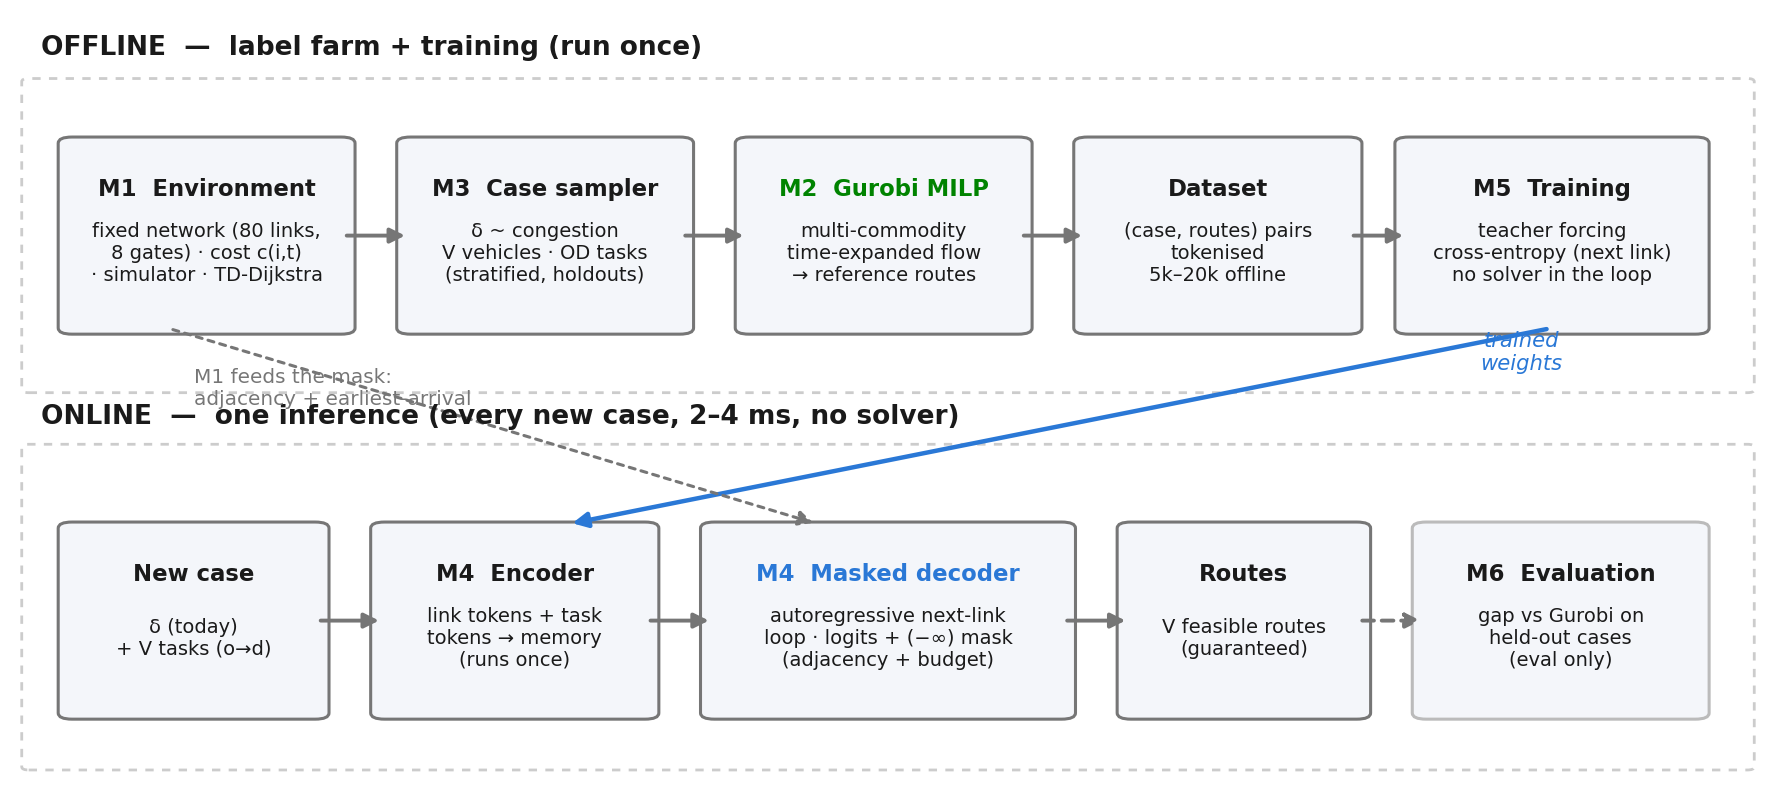 OFFLINE — label farm + training (run once)
M1 Environment
fixed network (80 links,
8 gates) · cost c(i,t)
· simulator · TD-Dijkstra
M3 Case sampler
δ ~ congestion
V vehicles · OD tasks
(stratified, holdouts)
M2 Gurobi MILP
multi-commodity
time-expanded flow
→ reference routes
Dataset
(case, routes) pairs
tokenised
5k–20k offline
M5 Training
teacher forcing
cross-entropy (next link)
no solver in the loop
trained
weights
M1 feeds the mask:
adjacency + earliest arrival
ONLINE — one inference (every new case, 2–4 ms, no solver)
New case
δ (today)
+ V tasks (o→d)
M4 Encoder
link tokens + task
tokens → memory
(runs once)
M4 Masked decoder
autoregressive next-link
loop · logits + (−∞) mask
(adjacency + budget)
Routes
V feasible routes
(guaranteed)
M6 Evaluation
gap vs Gurobi on
held-out cases
(eval only)